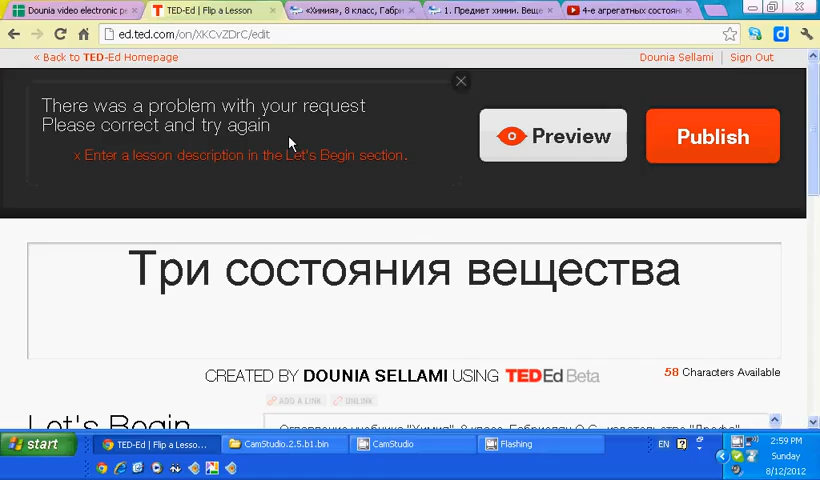 Dounia video electronic po
TED-Ed | Flip a Lesson
«Химия», 8 класс, Габри
1. Предмет химии. Веще
4-е агрегатных состоян
ed.ted.com/on/XKCvZDrC/edit
« Back to TED-Ed Homepage
Dounia Sellami
Sign Out
There was a problem with your request
Please correct and try again
x Enter a lesson description in the Let's Begin section.
Preview
Publish
Три состояния вещества
CREATED BY DOUNIA SELLAMI USING TEDEd Beta
58 Characters Available
ADD A LINK
UNLINK
Let's Begin
Оглавление учебника "Химия", 8 класс, Габриелян О.С., издательство "Дрофа".
start
TED-Ed | Flip a Lesso...
CamStudio.2.5.b1.bin
CamStudio
Flashing
EN
2:59 PM
Sunday
8/12/2012